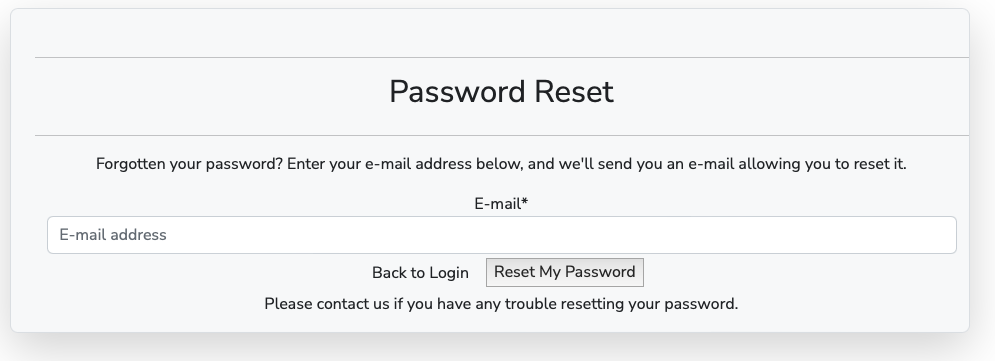 Password Reset
Forgotten your password? Enter your e-mail address below, and we'll send you an e-mail allowing you to reset it.
E-mail*
E-mail address
Back to Login Reset My Password
Please contact us if you have any trouble resetting your password.